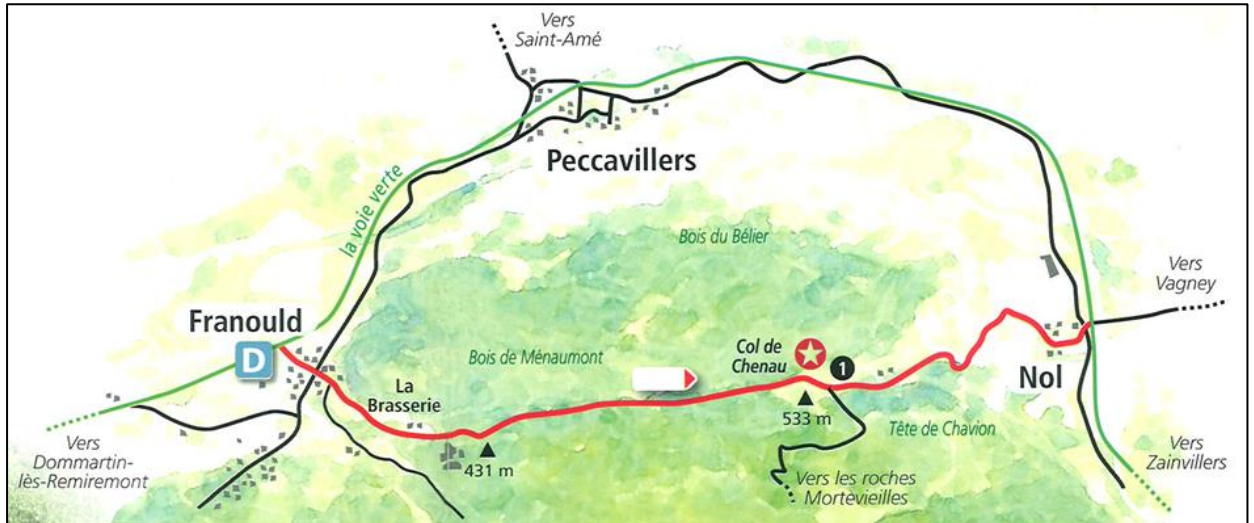 Vers
Saint-Amé
Peccavillers
la voie verte
Bois du Bélier
Vers
Vagney
Franould
D
Bois de Ménaumont
Col de
Chenau
1
Nol
La
Brasserie
533 m
Tête de Chavion
431 m
Vers
Dommartin-
lès-Remiremont
Vers les roches
Mortevieilles
Vers
Zainvillers